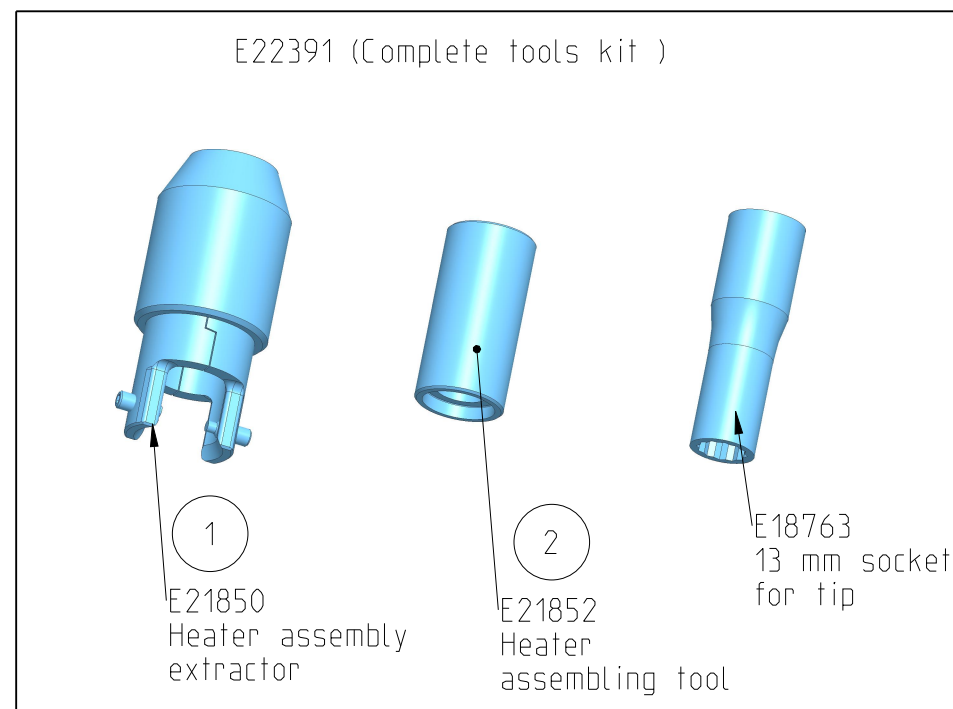 E22391 (Complete tools kit )
1
E21850
Heater assembly
extractor
2
E21852
Heater
assembling tool
E18763
13 mm socket
for tip